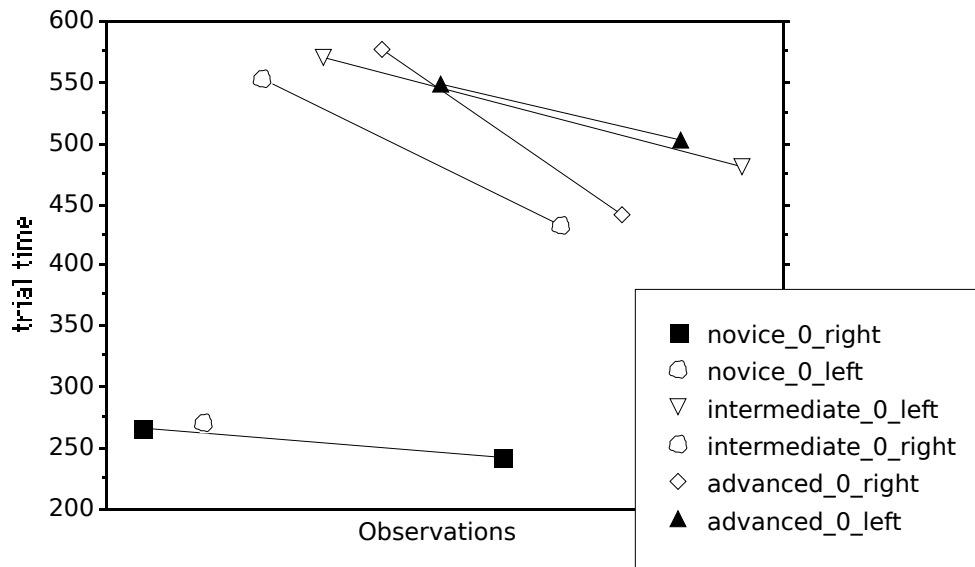 600
550
500
450
400
350
300
250
200
trial time
Observations
novice_0_right
novice_0_left
intermediate_0_left
intermediate_0_right
advanced_0_right
advanced_0_left